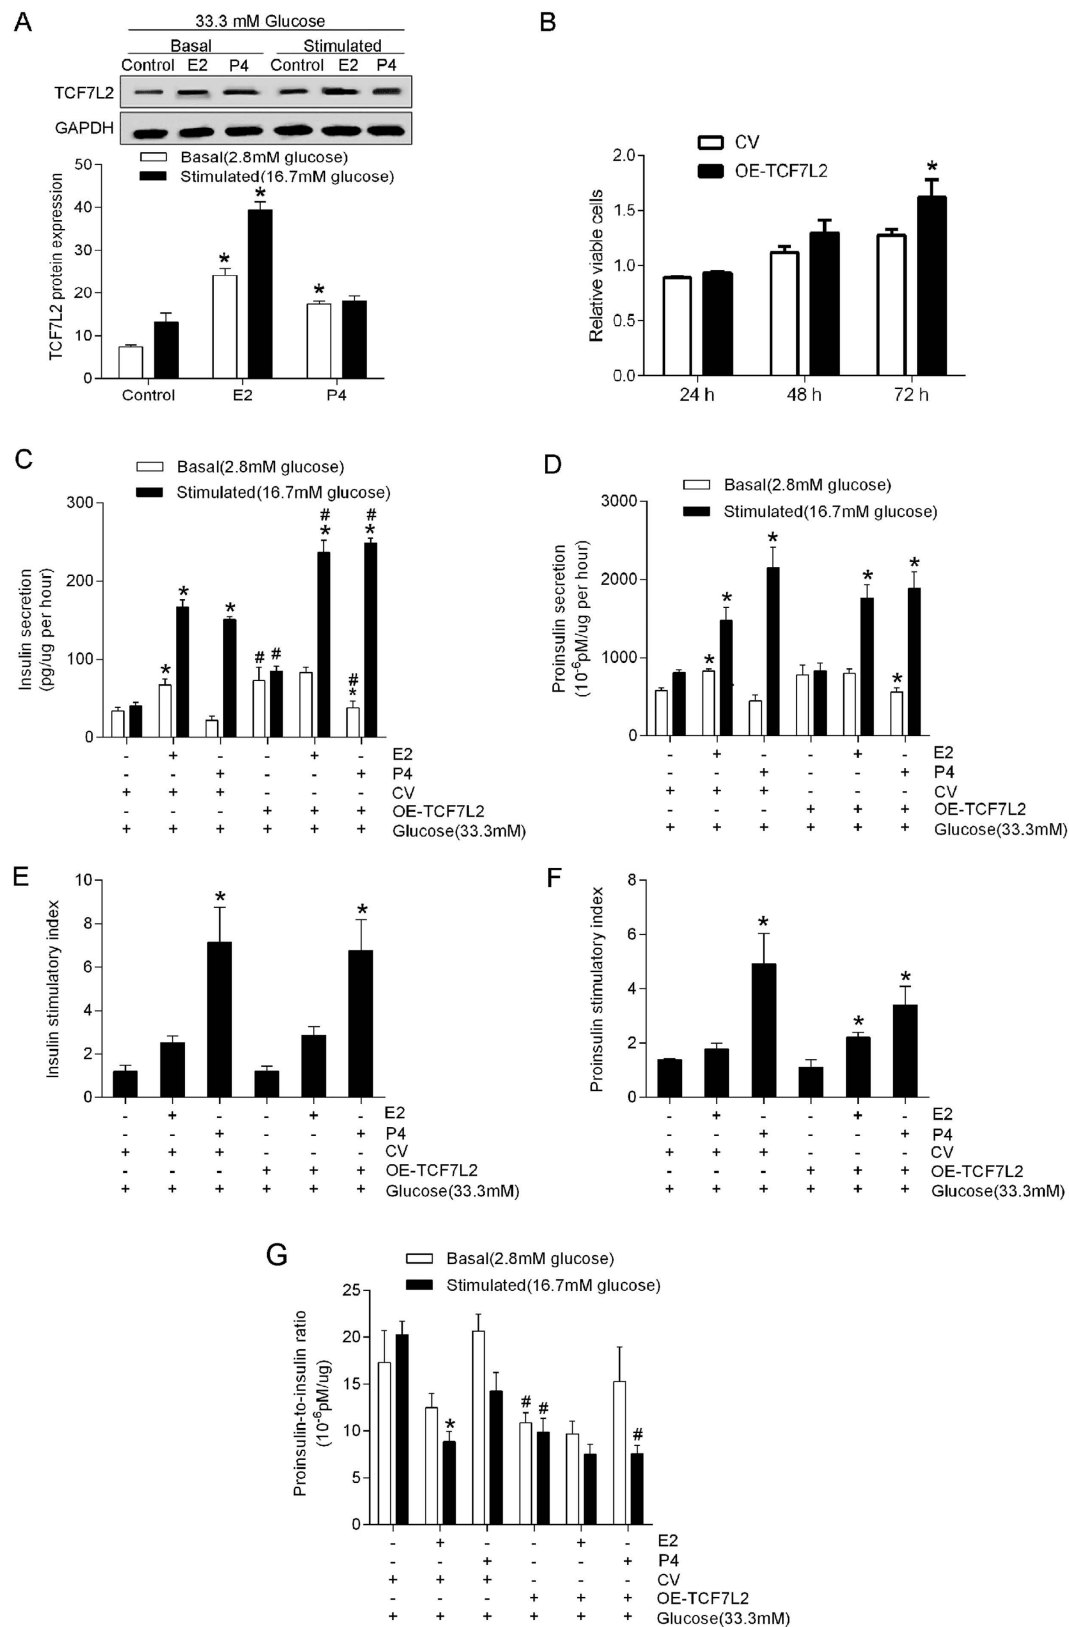 A
33.3 mM Glucose
Basal Stimulated
Control E2 P4 Control E2 P4
TCF7L2
GAPDH
Basal(2.8mM glucose)
Stimulated(16.7mM glucose)
TCF7L2 protein expression
50
40
30
20
10
0
* * *
Control E2 P4
B
CV
OE-TCF7L2
Relative viable cells
2.0
1.5
1.0
0.5
0.0
*
24 h 48 h 72 h
C
Basal(2.8mM glucose)
Stimulated(16.7mM glucose)
Insulin secretion
(pg/ug per hour)
300
200
100
0
* * * # # # * # * # *
- + - - + - E2
- - + - - + P4
+ + + - - - CV
- - - + + + OE-TCF7L2
+ + + + + + Glucose(33.3mM)
D
Basal(2.8mM glucose)
Stimulated(16.7mM glucose)
Proinsulin secretion
(10-6pM/ug per hour)
3000
2000
1000
0
* * * * * *
- + - - + - E2
- - + - - + P4
+ + + - - - CV
- - - + + + OE-TCF7L2
+ + + + + + Glucose(33.3mM)
E
Insulin stimulatory index
10
8
6
4
2
0
* *
- + - - + - E2
- - + - - + P4
+ + + - - - CV
- - - + + + OE-TCF7L2
+ + + + + + Glucose(33.3mM)
F
Proinsulin stimulatory index
8
6
4
2
0
* * *
- + - - + - E2
- - + - - + P4
+ + + - - - CV
- - - + + + OE-TCF7L2
+ + + + + + Glucose(33.3mM)
G
Basal(2.8mM glucose)
Stimulated(16.7mM glucose)
Proinsulin-to-insulin ratio
(10-6pM/ug)
25
20
15
10
5
0
* # # #
- + - - + - E2
- - + - - + P4
+ + + - - - CV
- - - + + + OE-TCF7L2
+ + + + + + Glucose(33.3mM)